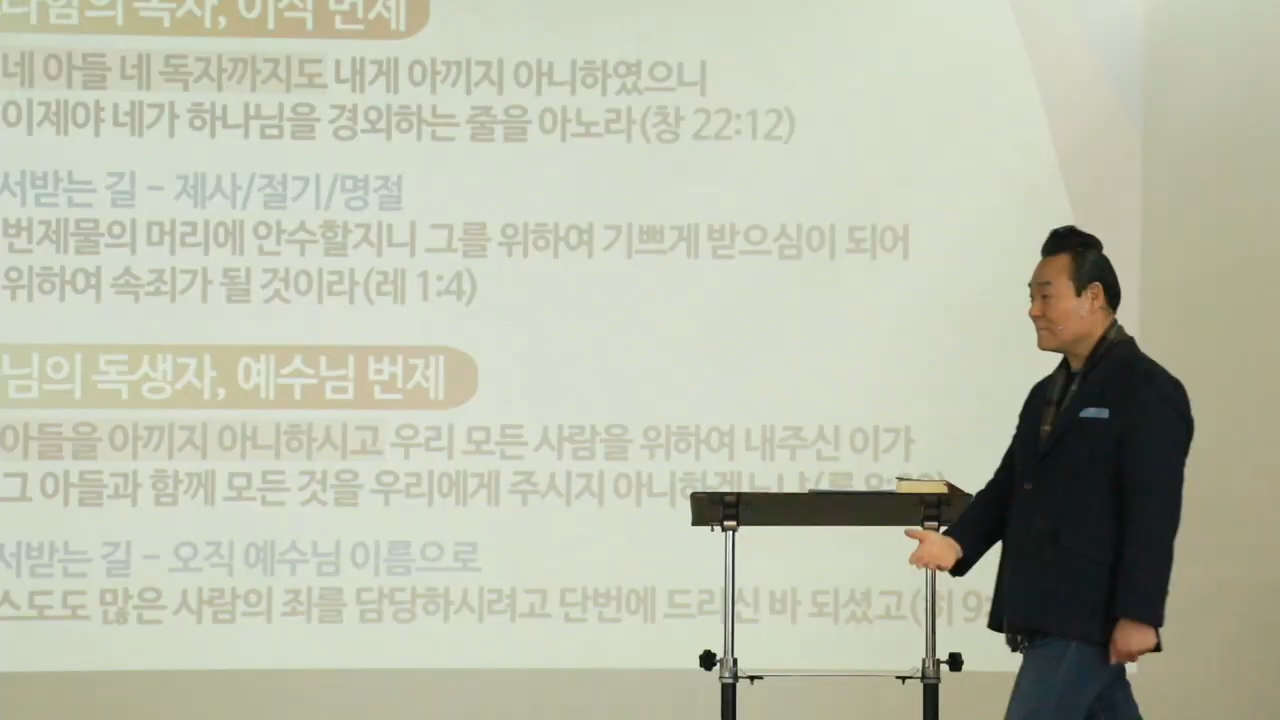 독자, 이삭 번제
네 아들 네 독자까지도 내게 아끼지 아니하였으니
이제야 네가 하나님을 경외하는 줄을 아노라(창 22:12)
서받는 길 - 제사/절기/명절
번제물의 머리에 안수할지니 그를 위하여 기쁘게 받으심이 되어
위하여 속죄가 될 것이라(레 1:4)
님의 독생자, 예수님 번제
아들을 아끼지 아니하시고 우리 모든 사람을 위하여 내주신 이가
그 아들과 함께 모든 것을 우리에게 주시지 아니하겠느냐(롬
서받는 길 - 오직 예수님 이름으로
스도도 많은 사람의 죄를 담당하시려고 단번에 드리신 바 되셨고(히 9: